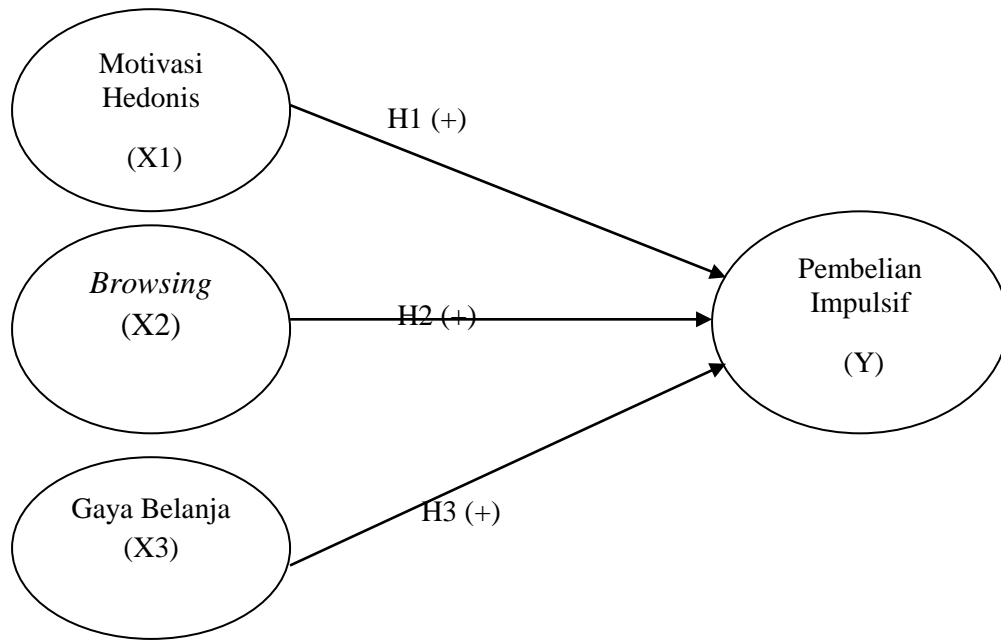 Motivasi
Hedonis
(X1)
H1 (+)
Browsing
(X2)
H2 (+)
Pembelian
Impulsif
(Y)
Gaya Belanja
(X3)
H3 (+)